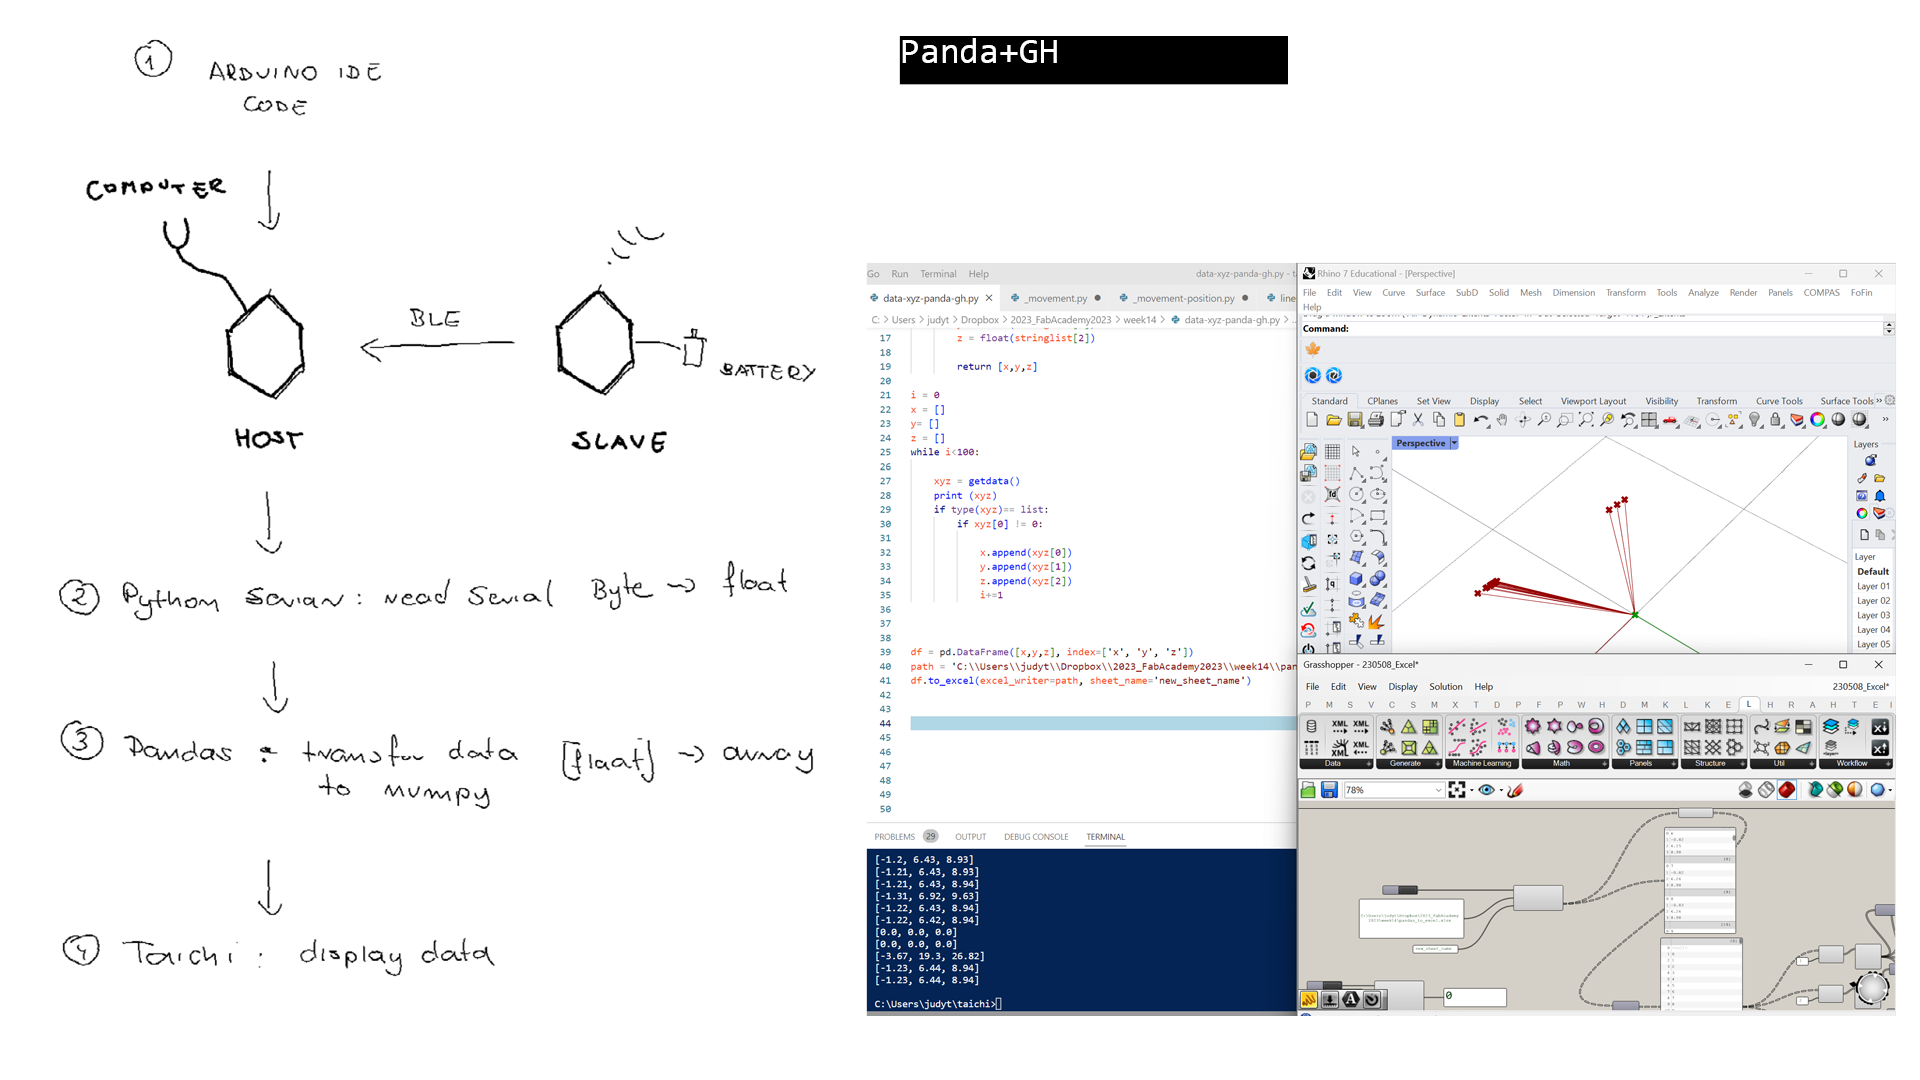 1
ARDUINO IDE
CODE
COMPUTER
BLE
BATTERY
HOST
SLAVE
2 Python serian: read Serial Byte → float
3 Pandas: transfer data [float] → array
to numpy
4 Taichi: display data
Panda+GH
Go Run Terminal Help
data-xyz-panda-gh.py - ta
data-xyz-panda-gh.py _movement.py _movement-position.py line
C: > Users > judyt > Dropbox > 2023_FabAcademy2023 > week14 > data-xyz-panda-gh.py > ...
17 z = float(stringlist[2])
18
19 return [x,y,z]
20
21 i = 0
22 x = []
23 y= []
24 z = []
25 while i<100:
26
27 xyz = getdata()
28 print (xyz)
29 if type(xyz)== list:
30 if xyz[0] != 0:
31
32 x.append(xyz[0])
33 y.append(xyz[1])
34 z.append(xyz[2])
35 i+=1
36
37
38
39 df = pd.DataFrame([x,y,z], index=['x', 'y', 'z'])
40 path = 'C:\\Users\\judyt\\Dropbox\\2023_FabAcademy2023\\week14\\pan
41 df.to_excel(excel_writer=path, sheet_name='new_sheet_name')
42
43
44
45
46
47
48
49
50
PROBLEMS 29 OUTPUT DEBUG CONSOLE TERMINAL
[-1.2, 6.43, 8.93]
[-1.21, 6.43, 8.93]
[-1.21, 6.43, 8.94]
[-1.31, 6.92, 9.63]
[-1.22, 6.43, 8.94]
[-1.22, 6.42, 8.94]
[0.0, 0.0, 0.0]
[0.0, 0.0, 0.0]
[-3.67, 19.3, 26.82]
[-1.23, 6.44, 8.94]
[-1.23, 6.44, 8.94]
C:\Users\judyt\taichi>
Rhino 7 Educational - [Perspective]
File Edit View Curve Surface SubD Solid Mesh Dimension Transform Tools Analyze Render Panels COMPAS FoFin
Help
Command:
Standard CPlanes Set View Display Select Viewport Layout Visibility Transform Curve Tools Surface Tools
Perspective
Layers
Layer
Default
Layer 01
Layer 02
Layer 03
Layer 04
Layer 05
Grasshopper - 230508_Excel*
File Edit View Display Solution Help
230508_Excel*
P M S V C S M X I T D P F P W H D M L K E L H R A H T E I
XML XML
XML XML
Data Generate Machine Learning Math Panels Structure Util Workflow
78%
new_sheet_name
0